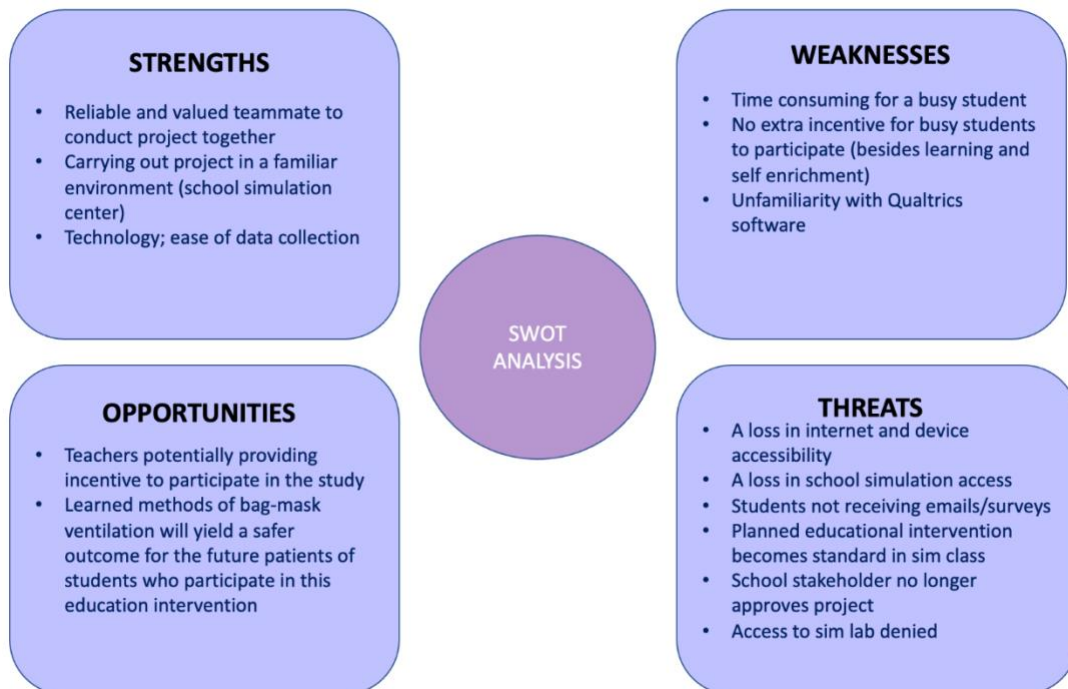 STRENGTHS
• Reliable and valued teammate to
conduct project together
• Carrying out project in a familiar
environment (school simulation
center)
• Technology; ease of data collection
WEAKNESSES
• Time consuming for a busy student
• No extra incentive for busy students
to participate (besides learning and
self enrichment)
• Unfamiliarity with Qualtrics
software
SWOT
ANALYSIS
OPPORTUNITIES
• Teachers potentially providing
incentive to participate in the study
• Learned methods of bag-mask
ventilation will yield a safer
outcome for the future patients of
students who participate in this
education intervention
THREATS
• A loss in internet and device
accessibility
• A loss in school simulation access
• Students not receiving emails/surveys
• Planned educational intervention
becomes standard in sim class
• School stakeholder no longer
approves project
• Access to sim lab denied